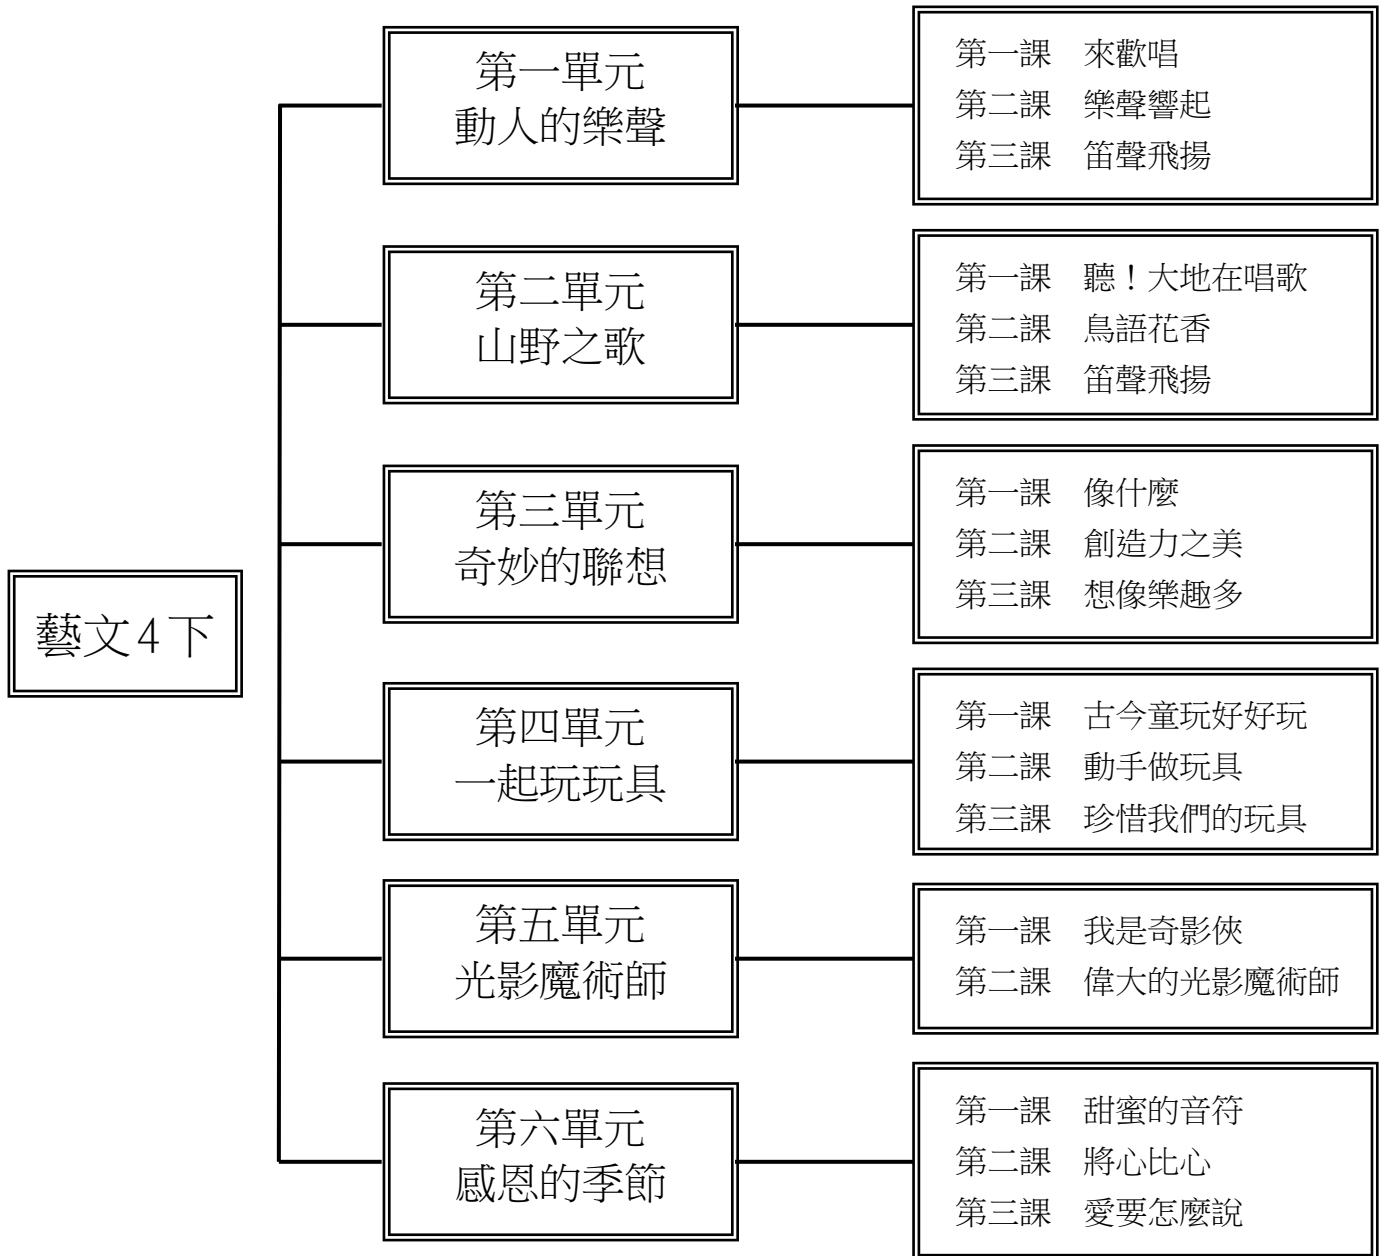 藝文4下
第一單元
動人的樂聲
第一課 來歡唱
第二課 樂聲響起
第三課 笛聲飛揚
第二單元
山野之歌
第一課 聽！大地在唱歌
第二課 鳥語花香
第三課 笛聲飛揚
第三單元
奇妙的聯想
第一課 像什麼
第二課 創造力之美
第三課 想像樂趣多
第四單元
一起玩玩具
第一課 古今童玩好好玩
第二課 動手做玩具
第三課 珍惜我們的玩具
第五單元
光影魔術師
第一課 我是奇影俠
第二課 偉大的光影魔術師
第六單元
感恩的季節
第一課 甜蜜的音符
第二課 將心比心
第三課 愛要怎麼說